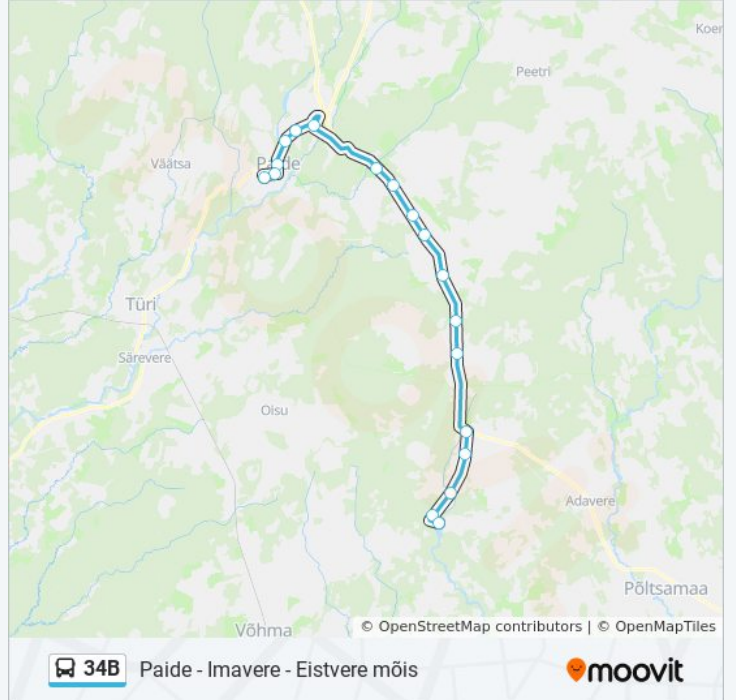 Koer
Peetri
Väätsa
Paide
Türi
Särevere
Oisu
Adavere
Põltsamaa
Võhma
© OpenStreetMap contributors | © OpenMapTiles
34B Paide - Imavere - Eistvere mõis
moovit